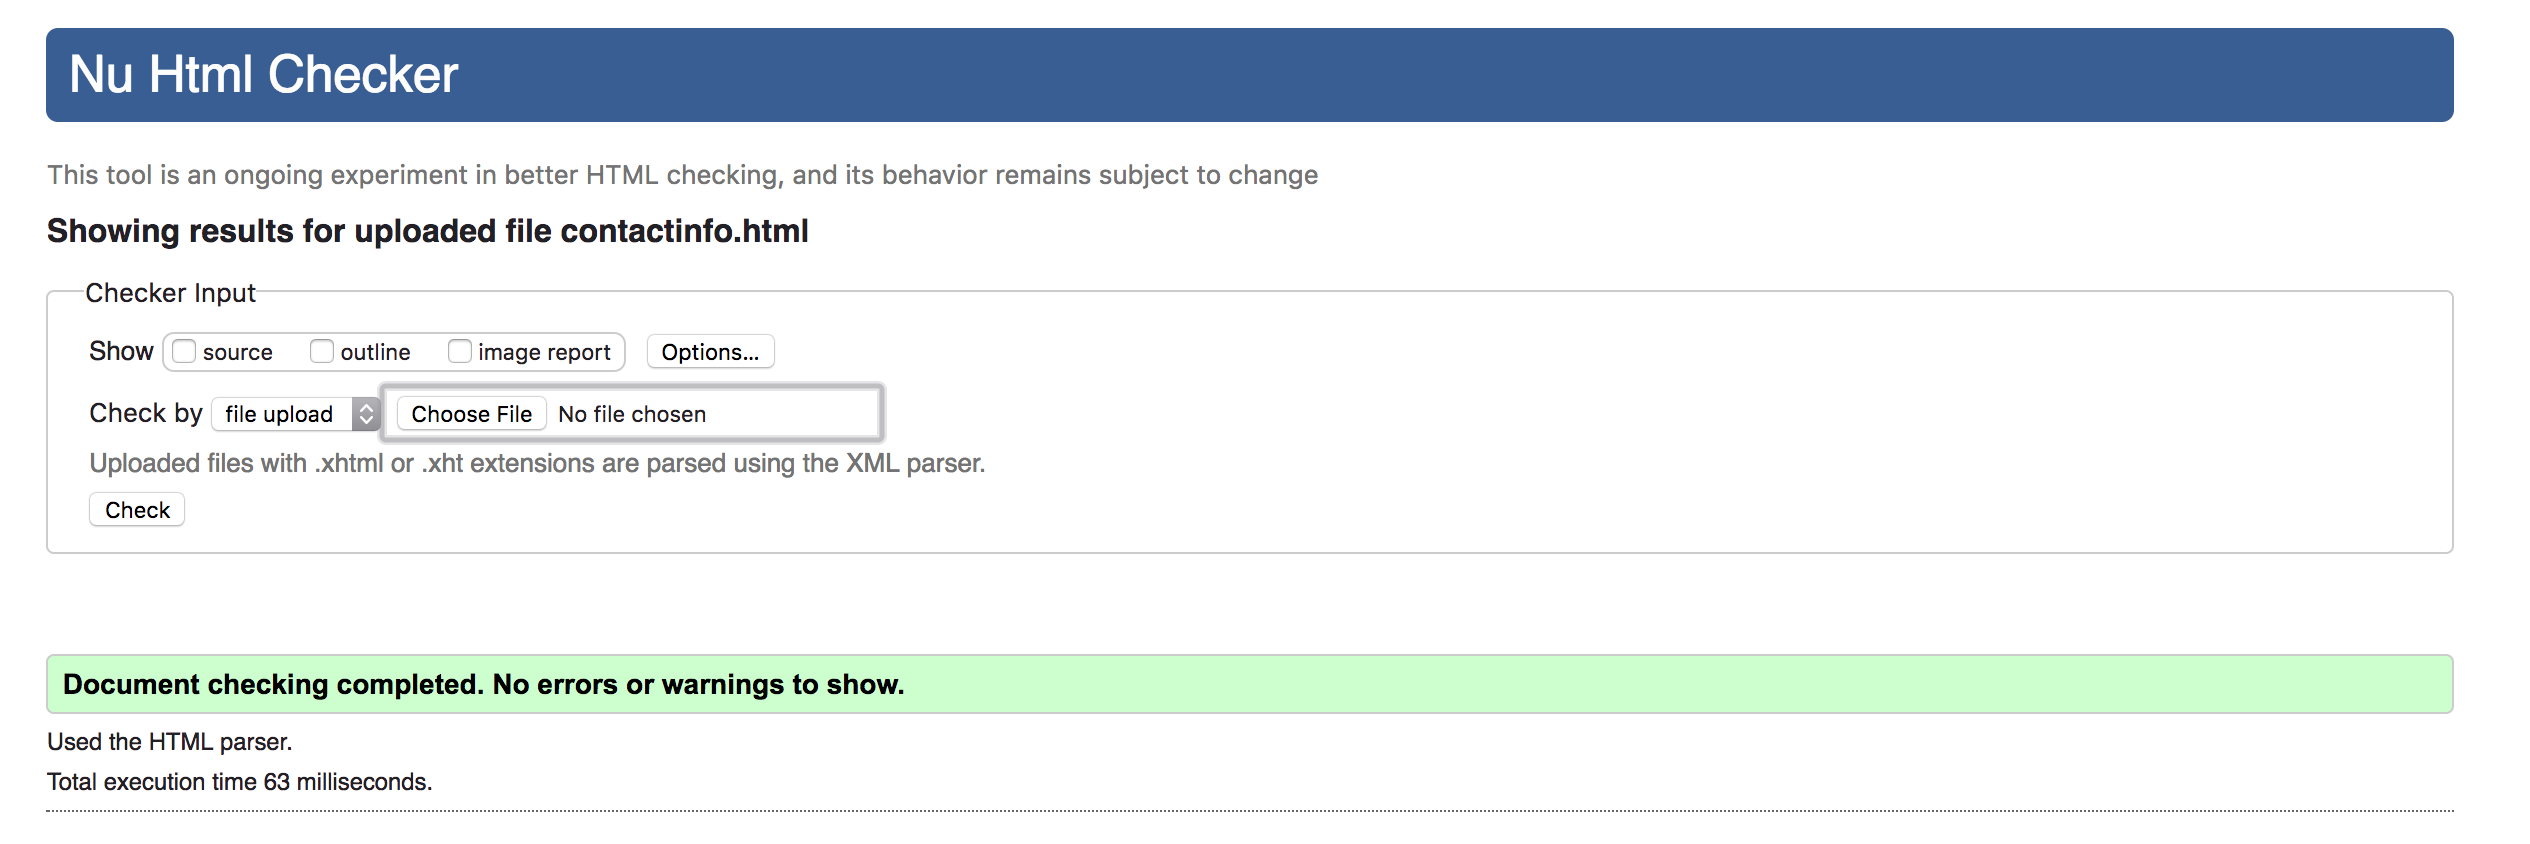 Nu Html Checker
This tool is an ongoing experiment in better HTML checking, and its behavior remains subject to change
Showing results for uploaded file contactinfo.html
Checker Input
Show source outline image report Options...
Check by file upload Choose File No file chosen
Uploaded files with .xhtml or .xht extensions are parsed using the XML parser.
Check
Document checking completed. No errors or warnings to show.
Used the HTML parser.
Total execution time 63 milliseconds.